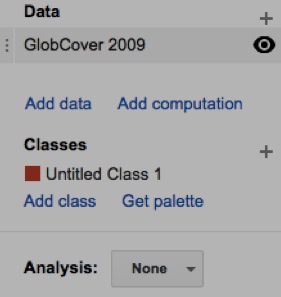 Data
GlobCover 2009
Add data Add computation
Classes
Untitled Class 1
Add class Get palette
Analysis: None